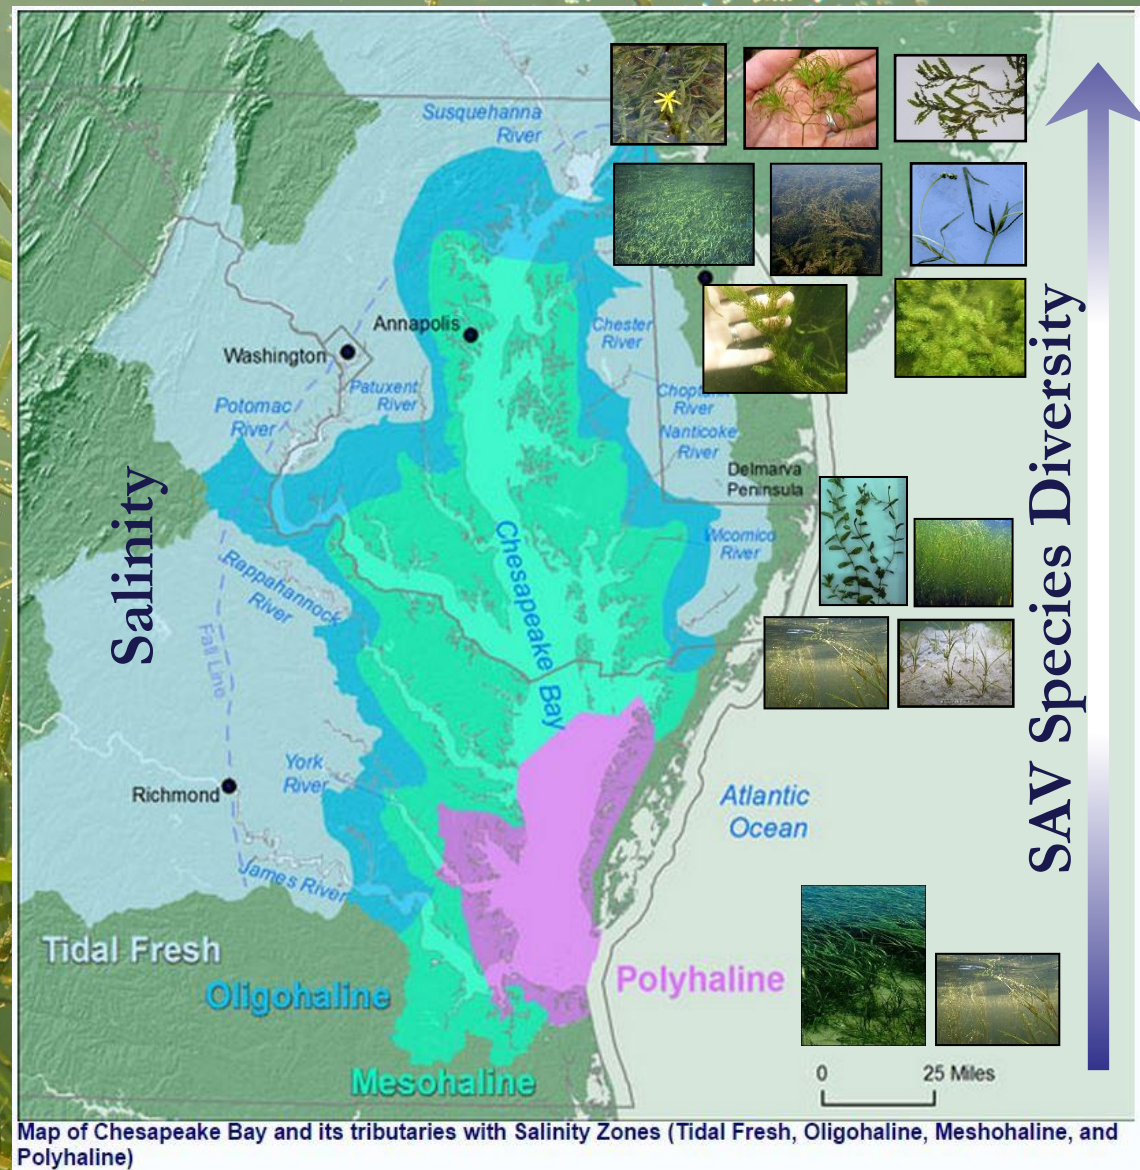 Susquehanna
River
Annapolis
Washington
Chester
River
Patuxent
River
Potomac
River
River
Nanticoke
River
Delmarva
Peninsula
Salinity
SAV Species Diversity
Chesapeake Bay
Wicomico
River
Rappahannock
River
Fall Line
York
River
Richmond
Atlantic
Ocean
James River
Tidal Fresh
Oligohaline
Polyhaline
Mesohaline
0 25 Miles
Map of Chesapeake Bay and its tributaries with Salinity Zones (Tidal Fresh, Oligohaline, Meshohaline, and
Polyhaline)